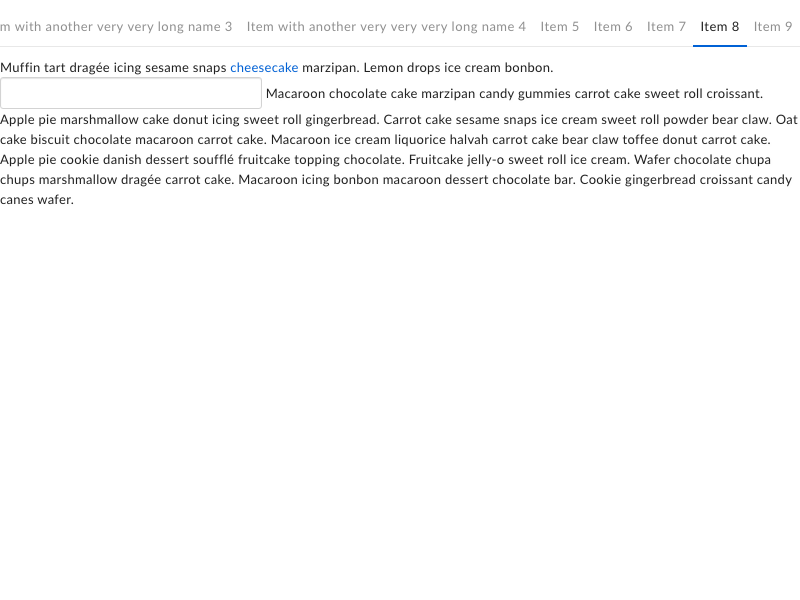 m with another very very long name 3 Item with another very very very long name 4 Item 5 Item 6 Item 7 Item 8 Item 9
Muffin tart dragée icing sesame snaps cheesecake marzipan. Lemon drops ice cream bonbon.
Macaroon chocolate cake marzipan candy gummies carrot cake sweet roll croissant.
Apple pie marshmallow cake donut icing sweet roll gingerbread. Carrot cake sesame snaps ice cream sweet roll powder bear claw. Oat
cake biscuit chocolate macaroon carrot cake. Macaroon ice cream liquorice halvah carrot cake bear claw toffee donut carrot cake.
Apple pie cookie danish dessert soufflé fruitcake topping chocolate. Fruitcake jelly-o sweet roll ice cream. Wafer chocolate chupa
chups marshmallow dragée carrot cake. Macaroon icing bonbon macaroon dessert chocolate bar. Cookie gingerbread croissant candy
canes wafer.